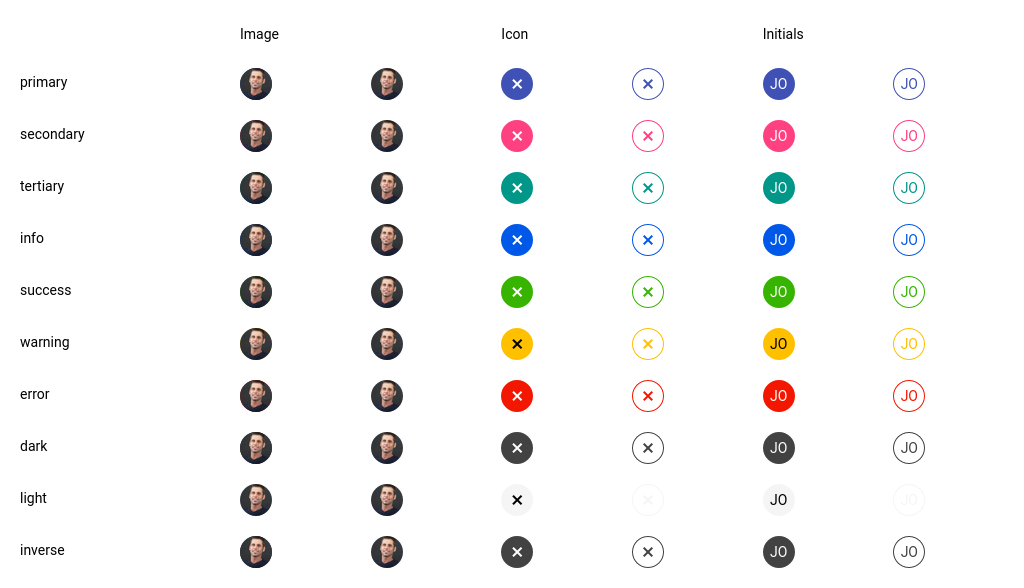 Image Icon Initials
primary JO JO
secondary JO JO
tertiary JO JO
info JO JO
success JO JO
warning JO JO
error JO JO
dark JO JO
light JO JO
inverse JO JO